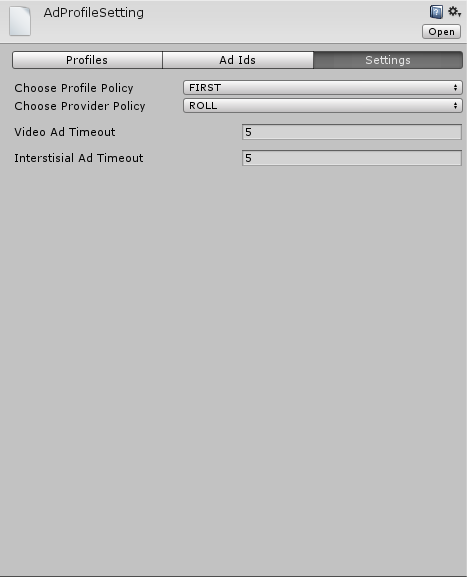 AdProfileSetting
Open
Profiles Ad Ids Settings
Choose Profile Policy FIRST
Choose Provider Policy ROLL
Video Ad Timeout 5
Interstisial Ad Timeout 5